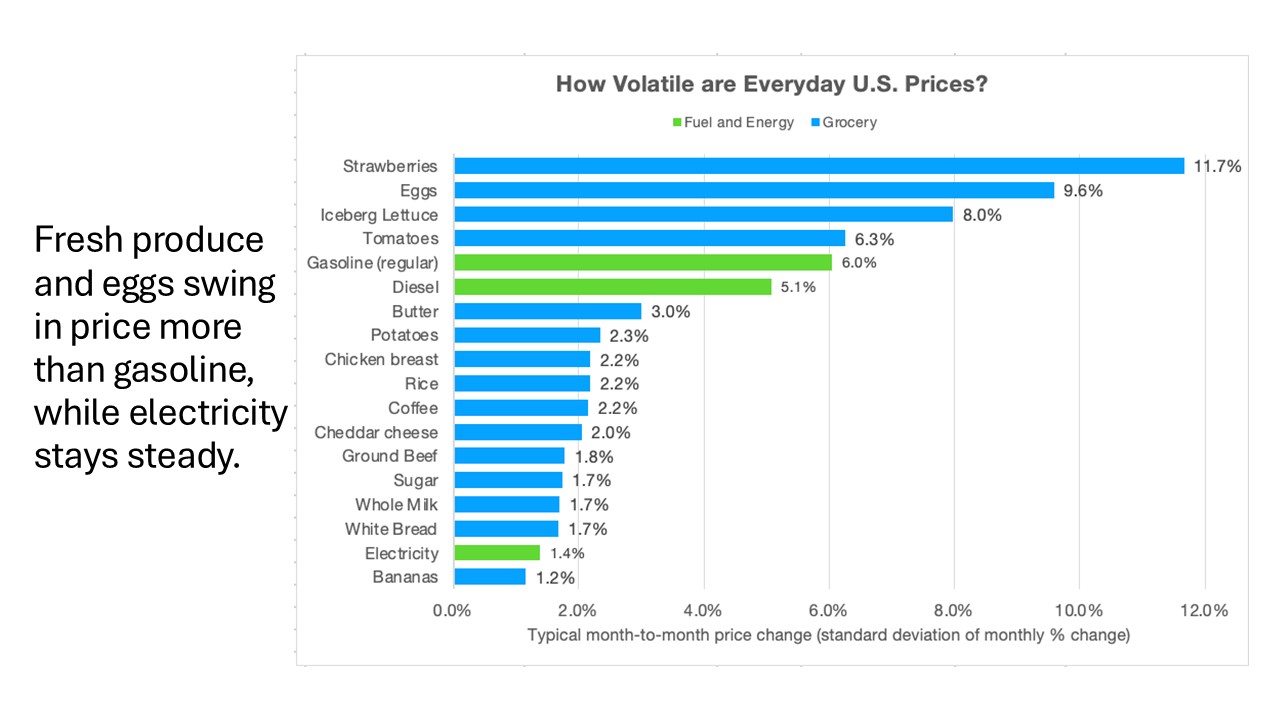 Fresh produce
and eggs swing
in price more
than gasoline,
while electricity
stays steady.
How Volatile are Everyday U.S. Prices?
Fuel and Energy Grocery
Strawberries 11.7%
Eggs 9.6%
Iceberg Lettuce 8.0%
Tomatoes 6.3%
Gasoline (regular) 6.0%
Diesel 5.1%
Butter 3.0%
Potatoes 2.3%
Chicken breast 2.2%
Rice 2.2%
Coffee 2.2%
Cheddar cheese 2.0%
Ground Beef 1.8%
Sugar 1.7%
Whole Milk 1.7%
White Bread 1.7%
Electricity 1.4%
Bananas 1.2%
0.0% 2.0% 4.0% 6.0% 8.0% 10.0% 12.0%
Typical month-to-month price change (standard deviation of monthly % change)